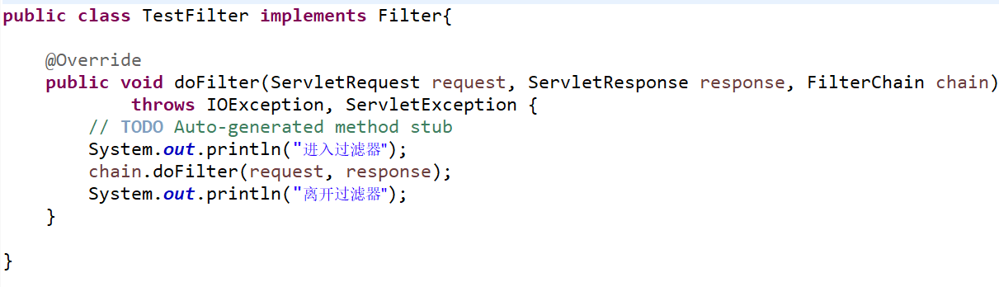 public class TestFilter implements Filter{
@Override
public void doFilter(ServletRequest request, ServletResponse response, FilterChain chain)
throws IOException, ServletException {
// TODO Auto-generated method stub
System.out.println("进入过滤器");
chain.doFilter(request, response);
System.out.println("离开过滤器");
}
}